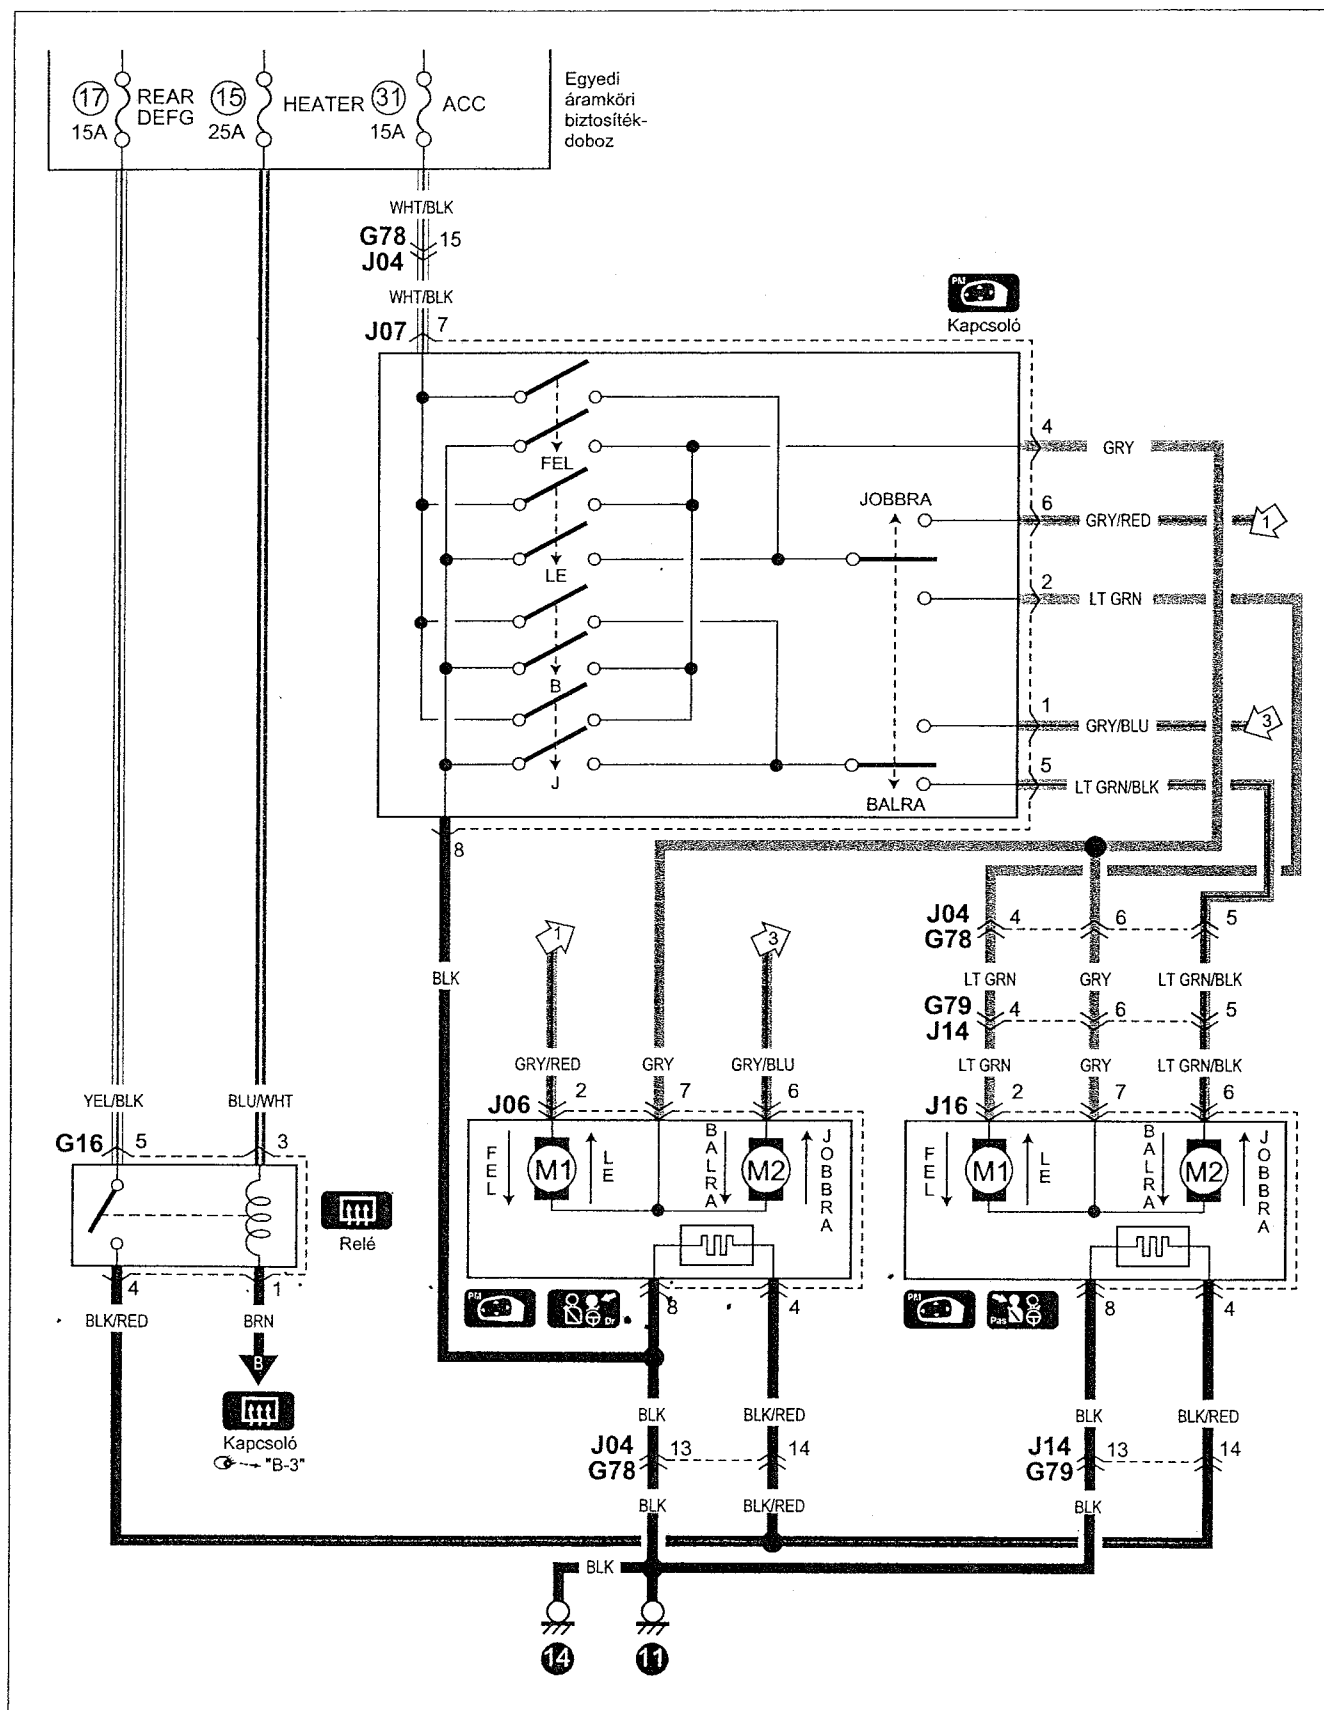 17 REAR DEFG 15A
15 HEATER 25A
31 ACC 15A
Egyedi
áramköri
biztosíték-
doboz
WHT/BLK
G78 15
J04
WHT/BLK
J07 7
PM
Kapcsoló
4 GRY
FEL
JOBBRA
6 GRY/RED 1
LE
2 LT GRN
B
1 GRY/BLU 3
J
5 LT GRN/BLK
BALRA
8
J04 4 6 5
G78
1 3
BLK
LT GRN GRY LT GRN/BLK
G79 4 6 5
J14
GRY/RED GRY GRY/BLU LT GRN GRY LT GRN/BLK
YEL/BLK BLU/WHT
J06 2 7 6
J16 2 7 6
G16 5 3
FEL M1 LE BALRA M2 JOBBRA
FEL M1 LE BALRA M2 JOBBRA
Relé
4 1
8 4
8 4
PM Dr
PM Pas
BLK/RED BRN
B
Kapcsoló
"B-3"
BLK BLK/RED BLK BLK/RED
J04 13 14
G78
J14 13 14
G79
BLK BLK/RED BLK
BLK
14 11